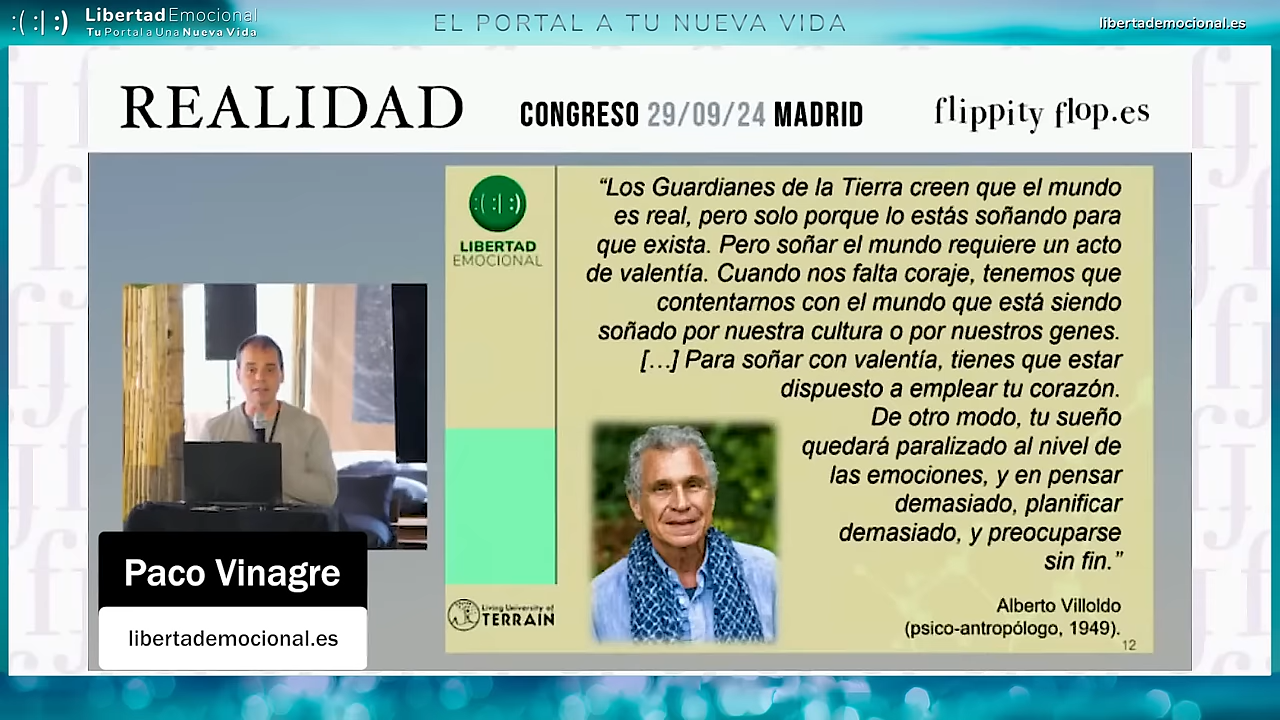 :(:|:) LibertadEmocional
Tu Portal a Una Nueva Vida
EL PORTAL A TU NUEVA VIDA
libertademocional.es
REALIDAD
CONGRESO 29/09/24 MADRID
flippity flop.es
:(:|:)
LIBERTAD
EMOCIONAL
“Los Guardianes de la Tierra creen que el mundo
es real, pero solo porque lo estás soñando para
que exista. Pero soñar el mundo requiere un acto
de valentía. Cuando nos falta coraje, tenemos que
contentarnos con el mundo que está siendo
soñado por nuestra cultura o por nuestros genes.
[…] Para soñar con valentía, tienes que estar
dispuesto a emplear tu corazón.
De otro modo, tu sueño
quedará paralizado al nivel de
las emociones, y en pensar
demasiado, planificar
demasiado, y preocuparse
sin fin.”
Alberto Villoldo
(psico-antropólogo, 1949).
12
Living University of
TERRAIN
Paco Vinagre
libertademocional.es